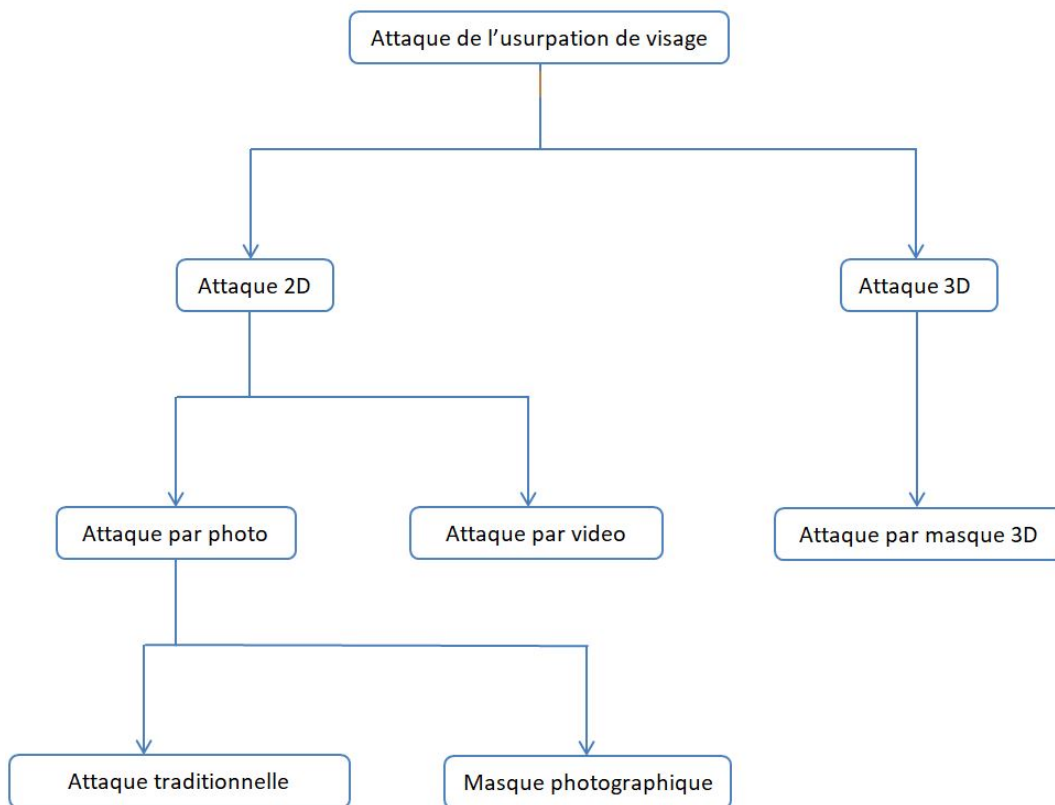 Attaque de l’usurpation de visage
Attaque 2D
Attaque 3D
Attaque par photo
Attaque par video
Attaque par masque 3D
Attaque traditionnelle
Masque photographique